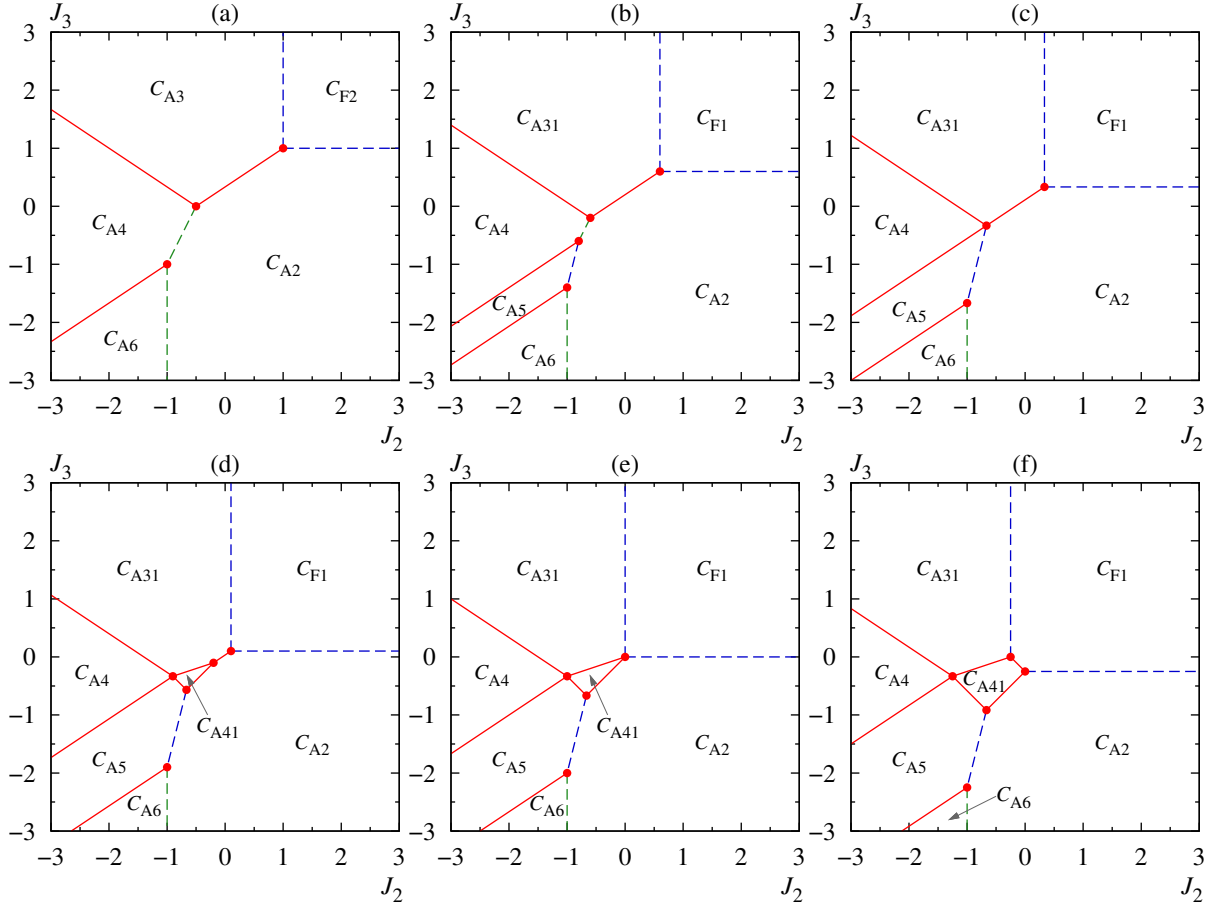 J3 (a) J3 (b) J3 (c)
3 3 3
2 CA3 CF2 2 CA31 CF1 2 CA31 CF1
1 1 1
0 0 0
CA4 CA4 CA4
−1 CA2 −1 CA2 −1 CA2
−2 −2 CA5 −2 CA5
CA6 CA6 CA6
−3 −3 −3
−3 −2 −1 0 1 2 3 −3 −2 −1 0 1 2 3 −3 −2 −1 0 1 2 3
J2 J2 J2
J3 (d) J3 (e) J3 (f)
3 3 3
2 2 2
CA31 CF1 CA31 CF1 CA31 CF1
1 1 1
0 0 0
CA4 CA4 CA4 CA41
−1 CA41 −1 CA41 −1
CA5 CA2 CA5 CA2 CA5 CA2
−2 −2 −2
CA6 CA6 CA6
−3 −3 −3
−3 −2 −1 0 1 2 3 −3 −2 −1 0 1 2 3 −3 −2 −1 0 1 2 3
J2 J2 J2